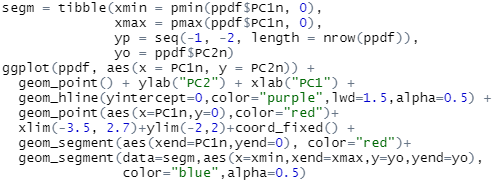 segm = tibble(xmin = pmin(ppdf$PC1n, 0),
              xmax = pmax(ppdf$PC1n, 0),
              yp = seq(-1, -2, length = nrow(ppdf)),
              yo = ppdf$PC2n)
ggplot(ppdf, aes(x = PC1n, y = PC2n)) +
  geom_point() + ylab("PC2") + xlab("PC1") +
  geom_hline(yintercept=0,color="purple",lwd=1.5,alpha=0.5) +
  geom_point(aes(x=PC1n,y=0),color="red")+
  xlim(-3.5, 2.7)+ylim(-2,2)+coord_fixed() +
  geom_segment(aes(xend=PC1n,yend=0), color="red")+
  geom_segment(data=segm,aes(x=xmin,xend=xmax,y=yo,yend=yo),
               color="blue",alpha=0.5)